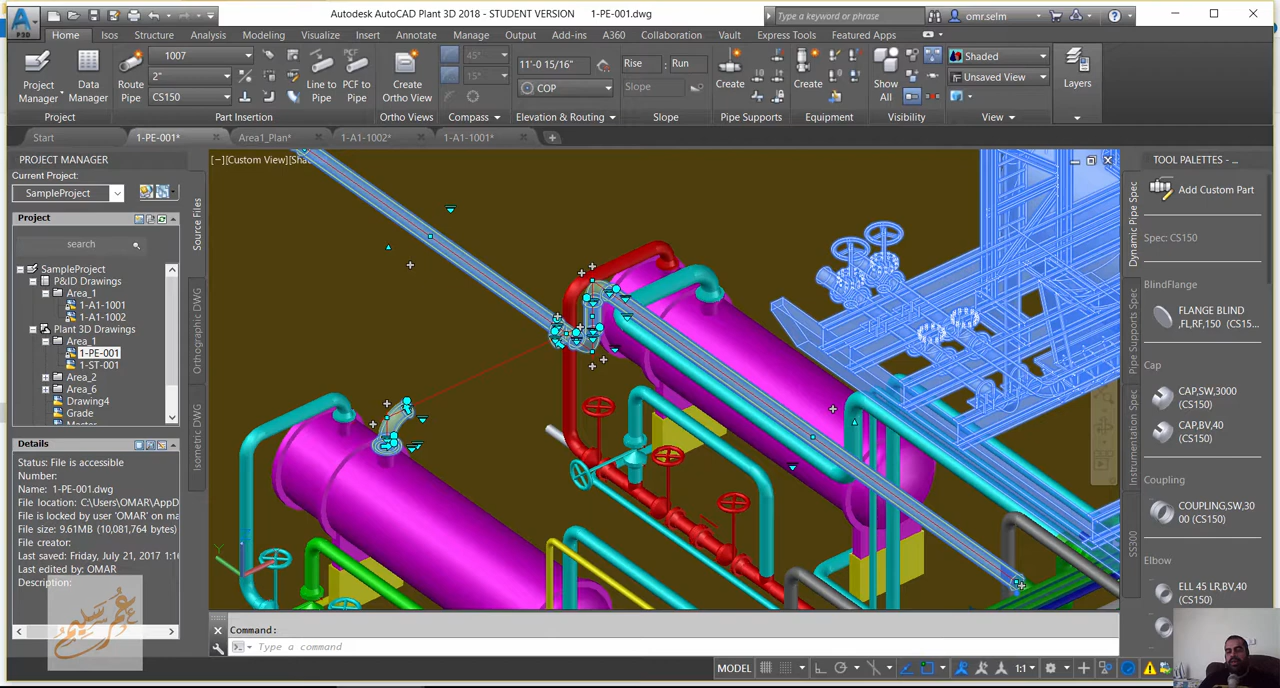 Autodesk AutoCAD Plant 3D 2018 - STUDENT VERSION 1-PE-001.dwg
Type a keyword or phrase
omr.selm
Home Isos Structure Analysis Modeling Visualize Insert Annotate Manage Output Add-ins A360 Collaboration Vault Express Tools Featured Apps
1007
2"
CS150
Project Manager
Data Manager
Route Pipe
Line to Pipe
PCF to Pipe
Create Ortho View
45°
15°
11'-0 15/16"
COP
Rise : Run
Slope
Create
Create
Show All
Shaded
Unsaved View
Layers
Project
Part Insertion
Ortho Views
Compass
Elevation & Routing
Slope
Pipe Supports
Equipment
Visibility
View
Start
1-PE-001*
Area1_Plan*
1-A1-1002*
1-A1-1001*
PROJECT MANAGER
Current Project:
SampleProject
Project
search
SampleProject
P&ID Drawings
Area_1
1-A1-1001
1-A1-1002
Plant 3D Drawings
Area_1
1-PE-001
1-ST-001
Area_2
Area_6
Drawing4
Grade
Details
Status: File is accessible
Number:
Name: 1-PE-001.dwg
File location: C:\Users\OMAR\AppD
File is locked by user 'OMAR' on ma
File size: 9.61MB (10,081,764 bytes)
File creator:
Last saved: Friday, July 21, 2017 1:1
Last edited by: OMAR
Description:
Source Files
Orthographic DWG
Isometric DWG
[−][Custom View][Sha
Command:
Type a command
MODEL
1:1
TOOL PALETTES - ...
Dynamic Pipe Spec
Pipe Supports Spec
Instrumentation Spec
SS300
Add Custom Part
Spec: CS150
BlindFlange
FLANGE BLIND
,FL,RF,150 (CS15...
Cap
CAP,SW,3000
(CS150)
CAP,BV,40
(CS150)
Coupling
COUPLING,SW,30
00 (CS150)
Elbow
ELL 45 LR,BV,40
(CS150)